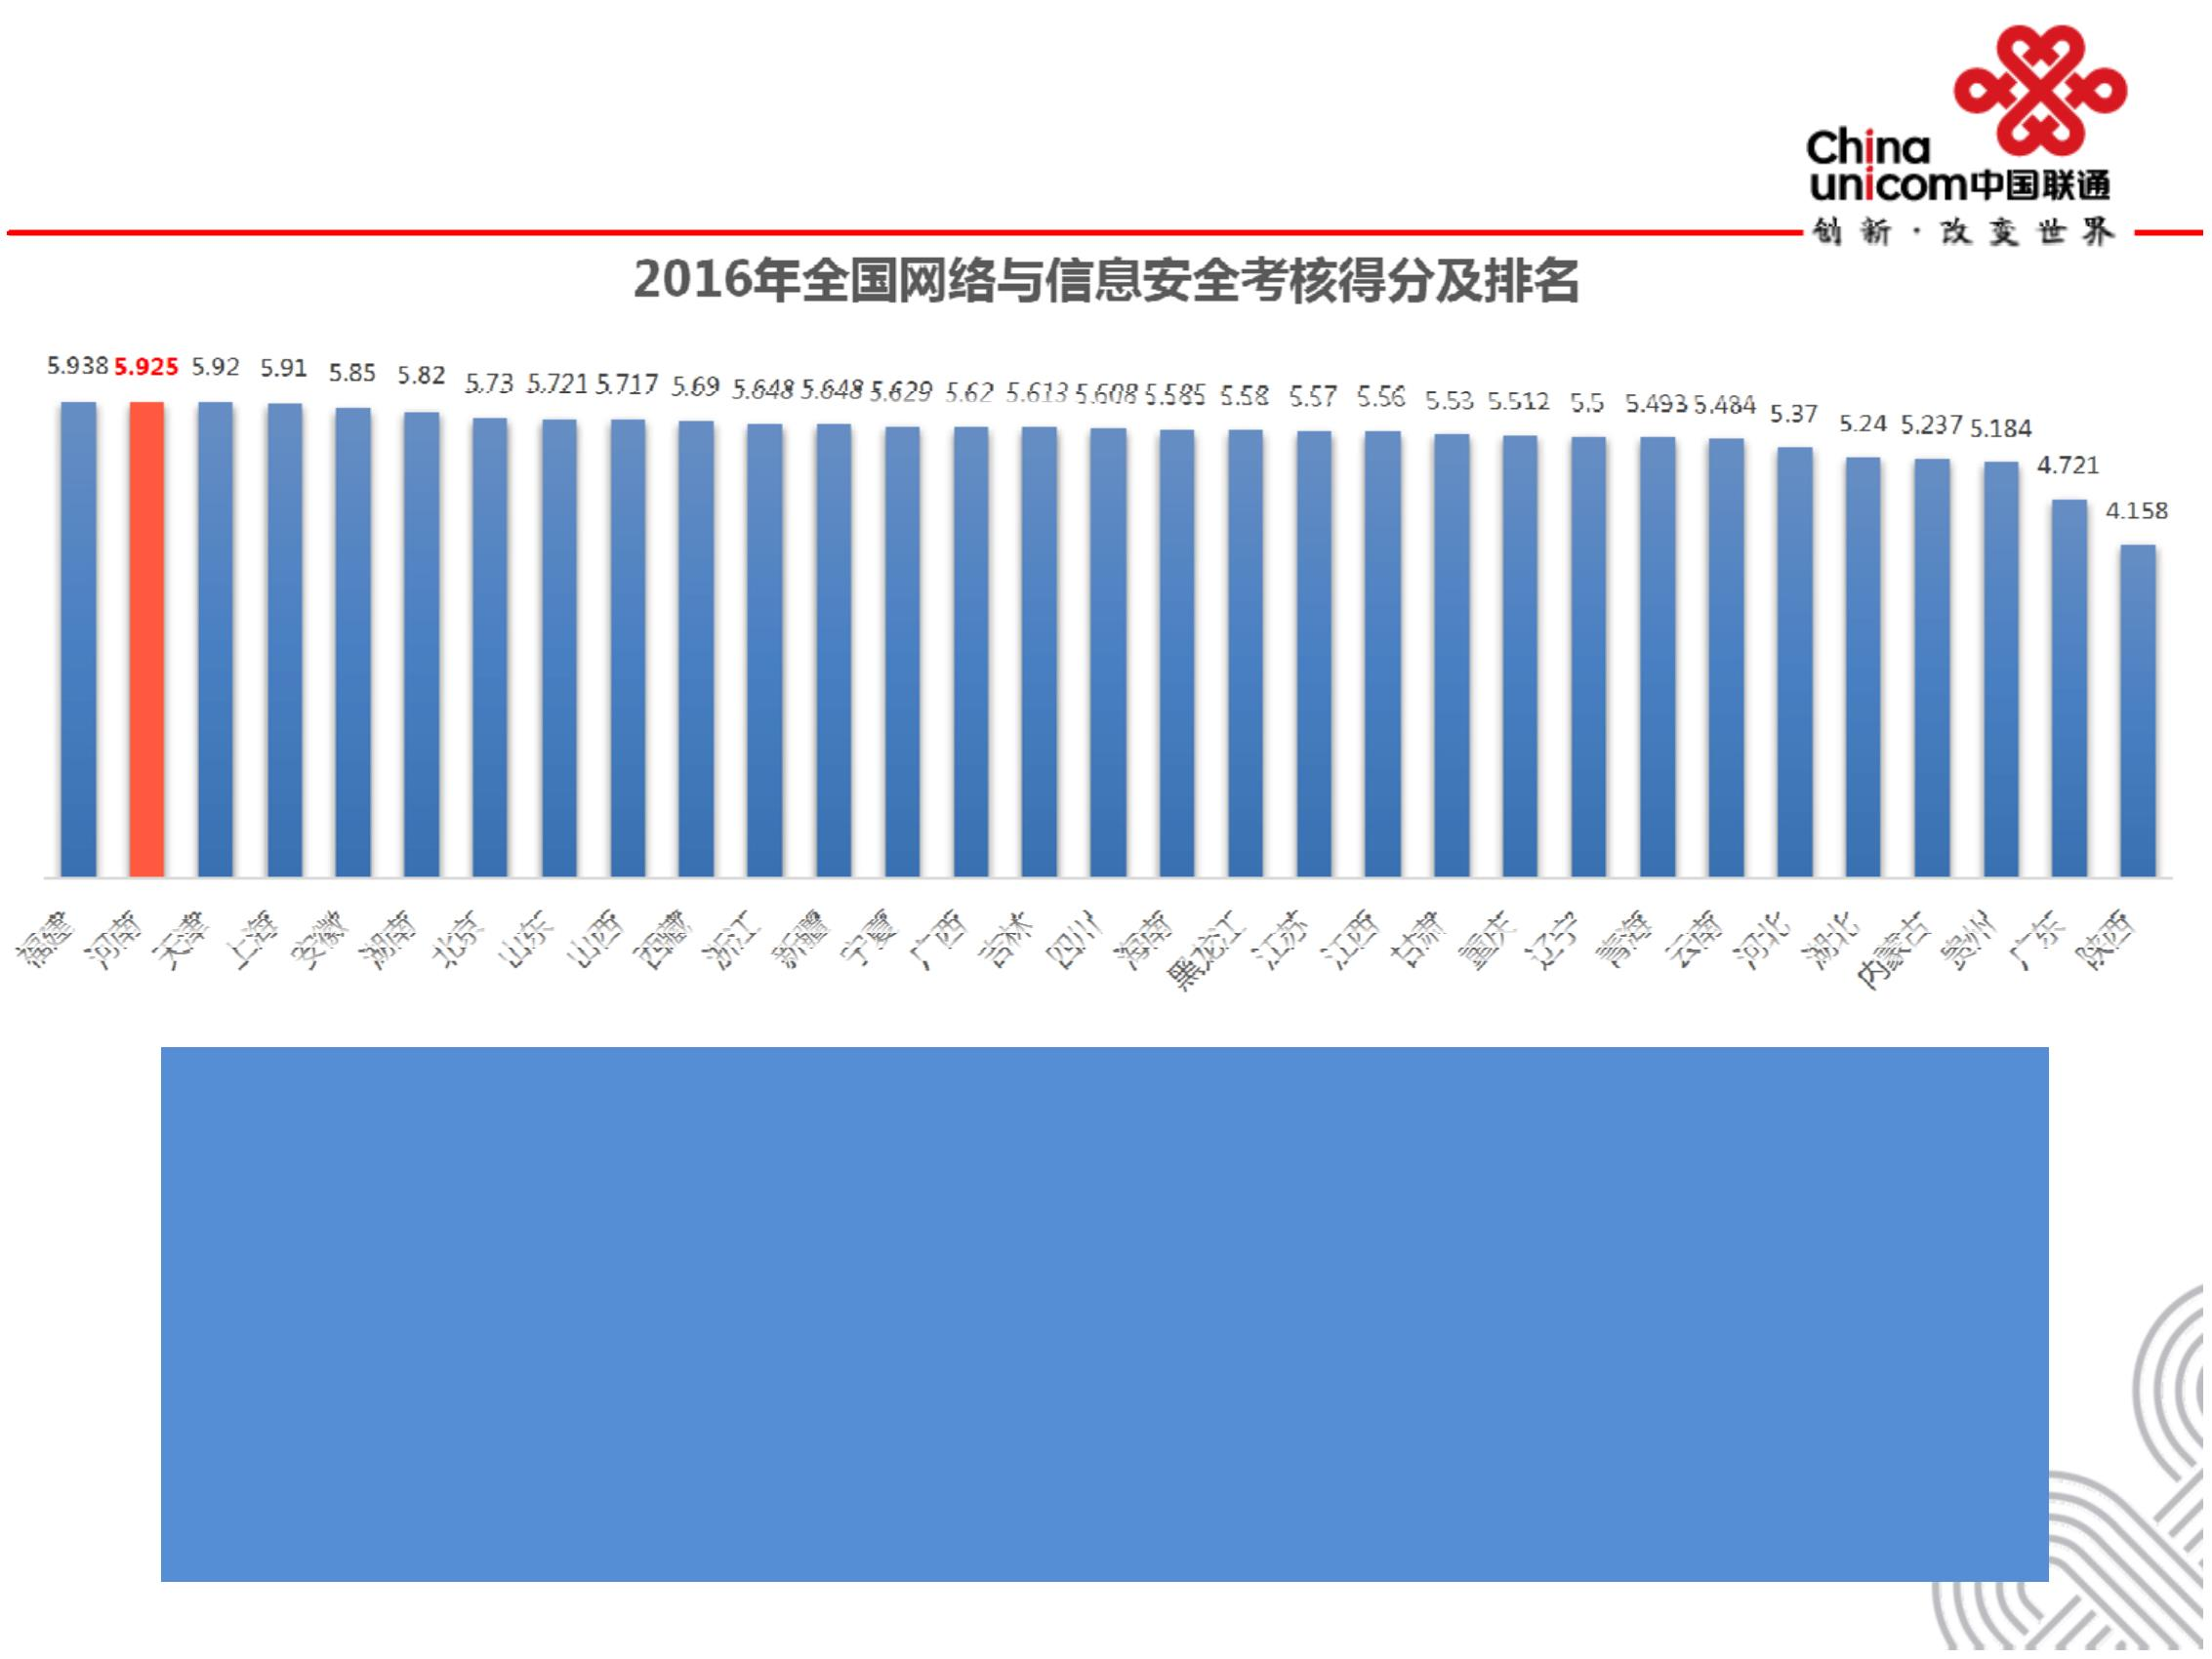 China
unicom中国联通
创新·改变世界
2016年全国网络与信息安全考核得分及排名
5.938 5.925 5.92 5.91 5.85 5.82 5.73 5.721 5.717 5.69 5.648 5.648 5.629 5.62 5.613 5.608 5.585 5.58 5.57 5.56 5.53 5.512 5.5 5.493 5.484 5.37 5.24 5.237 5.184 4.721 4.158
福建 河南 天津 上海 安徽 湖南 北京 山东 山西 西藏 浙江 新疆 宁夏 广西 吉林 四川 海南 黑龙江 江苏 江西 甘肃 重庆 辽宁 青海 云南 河北 湖北 内蒙古 贵州 广东 陕西